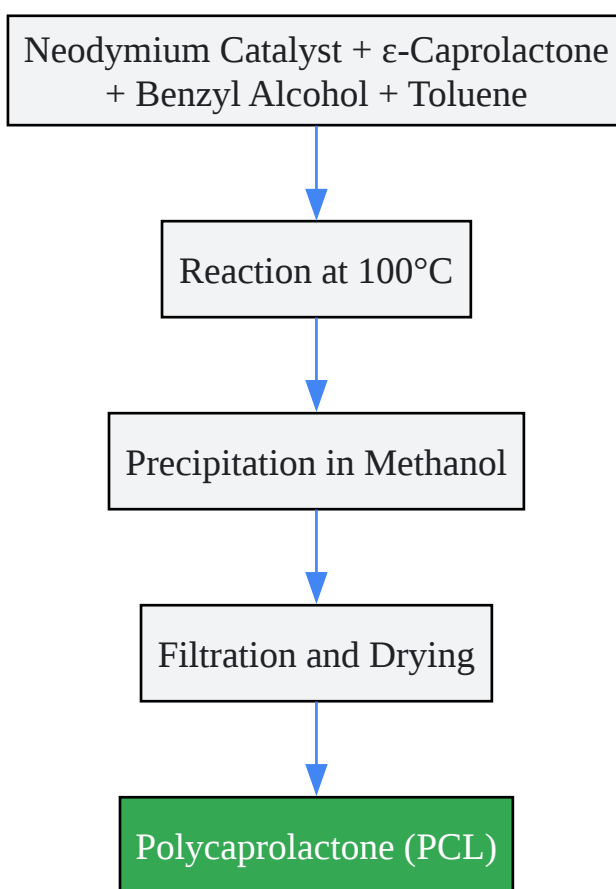 Neodymium Catalyst + ε-Caprolactone
+ Benzyl Alcohol + Toluene
Reaction at 100°C
Precipitation in Methanol
Filtration and Drying
Polycaprolactone (PCL)